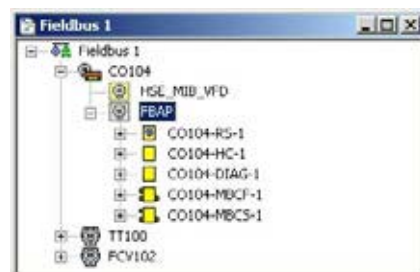 Fieldbus 1
Fieldbus 1
CO104
HSE_MIB_VFD
FBAP
CO104-RS-1
CO104-HC-1
CO104-DIAG-1
CO104-MBCF-1
CO104-MBCS-1
TT100
FCV102